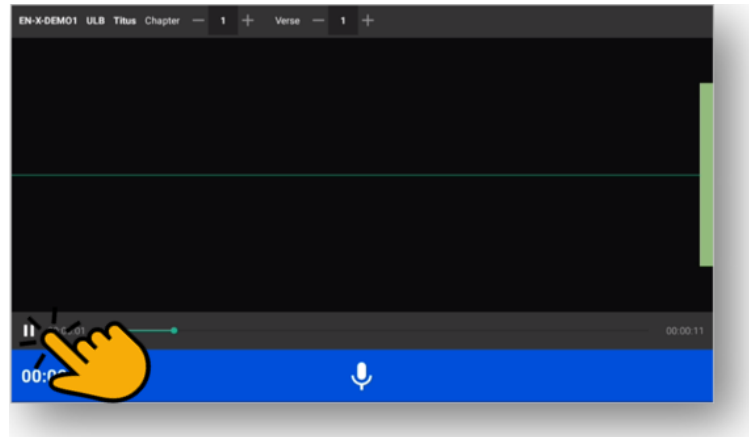 EN-X-DEMO1 ULB Titus Chapter — 1 + Verse — 1 +
00:00:11